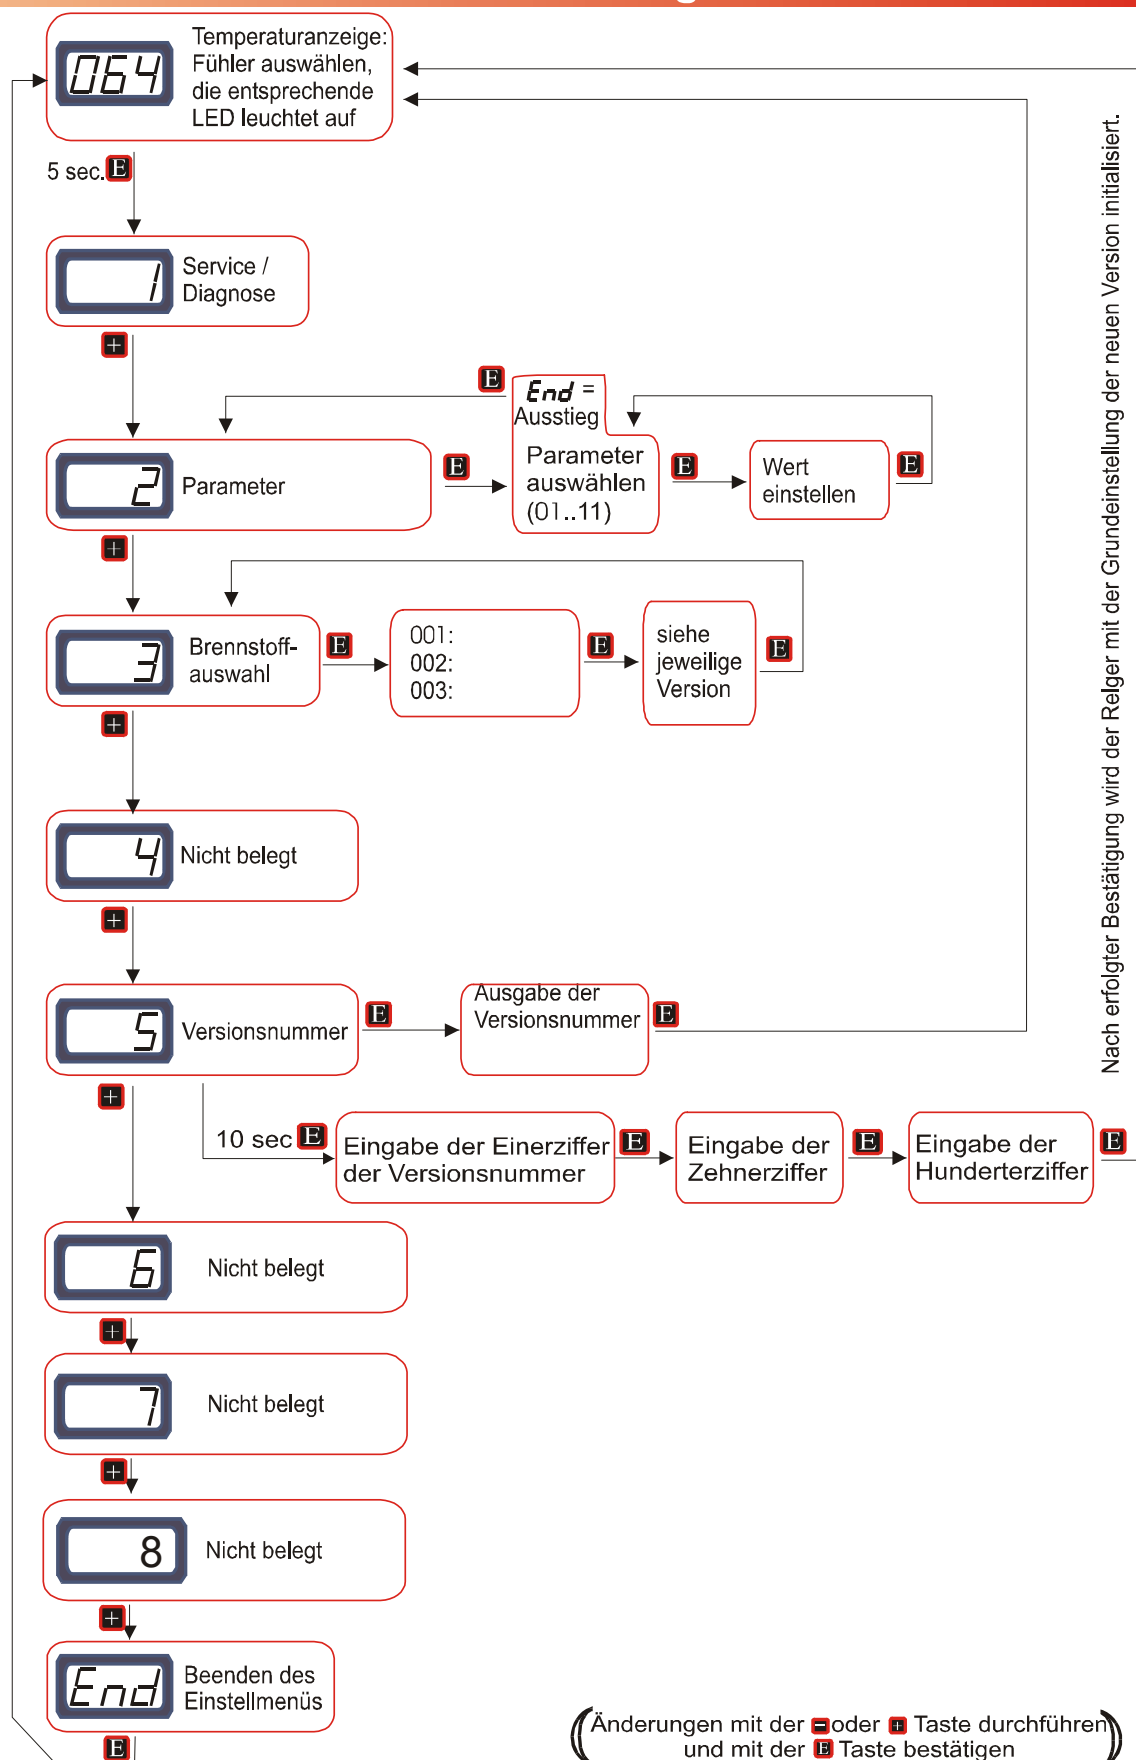 064
Temperaturanzeige:
Fühler auswählen,
die entsprechende
LED leuchtet auf
5 sec. E
1
Service /
Diagnose
+
E
End =
Ausstieg
2
Parameter
E
Parameter
auswählen
(01..11)
E
Wert
einstellen
E
+
3
Brennstoff-
auswahl
E
001:
002:
003:
E
siehe
jeweilige
Version
E
+
4
Nicht belegt
+
5
Versionsnummer
E
Ausgabe der
Versionsnummer
E
+
10 sec E
Eingabe der Einerziffer
der Versionsnummer
E
Eingabe der
Zehnerziffer
E
Eingabe der
Hunderterziffer
E
Nach erfolgter Bestätigung wird der Relger mit der Grundeinstellung der neuen Version initialisiert.
6
Nicht belegt
+
7
Nicht belegt
+
8
Nicht belegt
+
End
Beenden des
Einstellmenüs
E
(Änderungen mit der - oder + Taste durchführen
und mit der E Taste bestätigen)